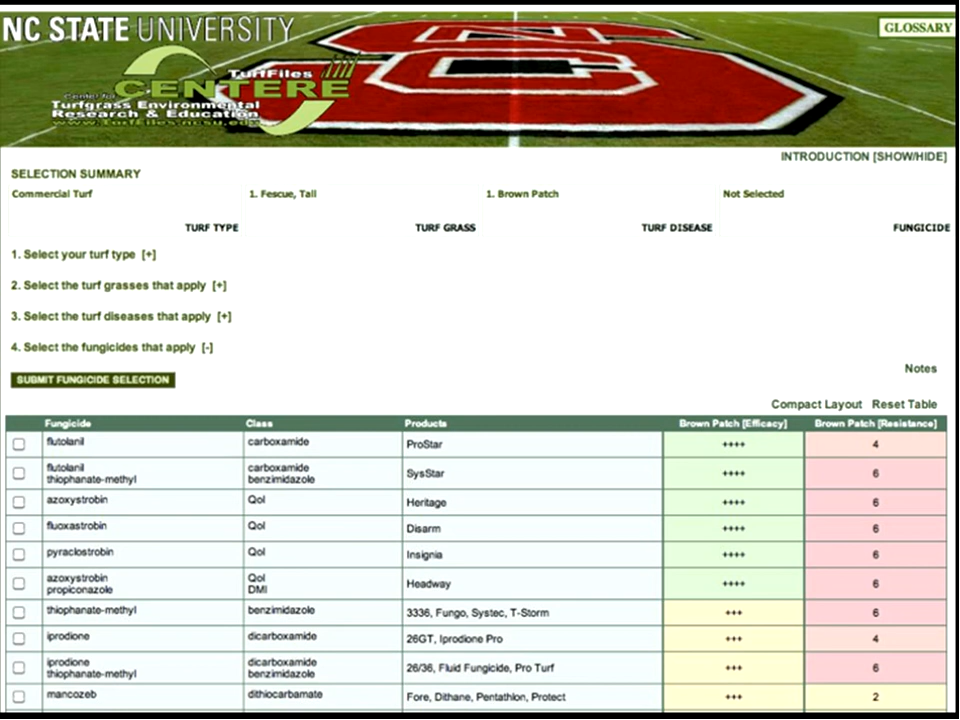 NC STATE UNIVERSITY
GLOSSARY
TurfFiles
Center for CENTERE
Turfgrass Environmental
Research & Education
www.TurfFiles.ncsu.edu
INTRODUCTION [SHOW/HIDE]
SELECTION SUMMARY
Commercial Turf 1. Fescue, Tall 1. Brown Patch Not Selected
TURF TYPE TURF GRASS TURF DISEASE FUNGICIDE
1. Select your turf type [+]
2. Select the turf grasses that apply [+]
3. Select the turf diseases that apply [+]
4. Select the fungicides that apply [-]
Notes
SUBMIT FUNGICIDE SELECTION
Compact Layout Reset Table
Fungicide Class Products Brown Patch [Efficacy] Brown Patch [Resistance]
flutolanil carboxamide ProStar ++++ 4
flutolanil carboxamide SysStar ++++ 6
thiophanate-methyl benzimidazole
azoxystrobin QoI Heritage ++++ 6
fluoxastrobin QoI Disarm ++++ 6
pyraclostrobin QoI Insignia ++++ 6
azoxystrobin QoI Headway ++++ 6
propiconazole DMI
thiophanate-methyl benzimidazole 3336, Fungo, Systec, T-Storm +++ 6
iprodione dicarboxamide 26GT, Iprodione Pro +++ 4
iprodione dicarboxamide 26/36, Fluid Fungicide, Pro Turf +++ 6
thiophanate-methyl benzimidazole
mancozeb dithiocarbamate Fore, Dithane, Pentathlon, Protect +++ 2